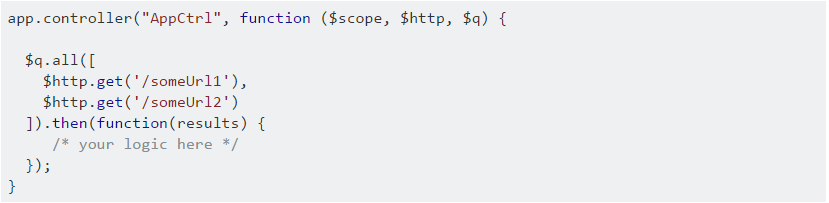 app.controller("AppCtrl", function ($scope, $http, $q) {
  $q.all([
    $http.get('/someUrl1'),
    $http.get('/someUrl2')
  ]).then(function(results) {
     /* your logic here */
  });
}